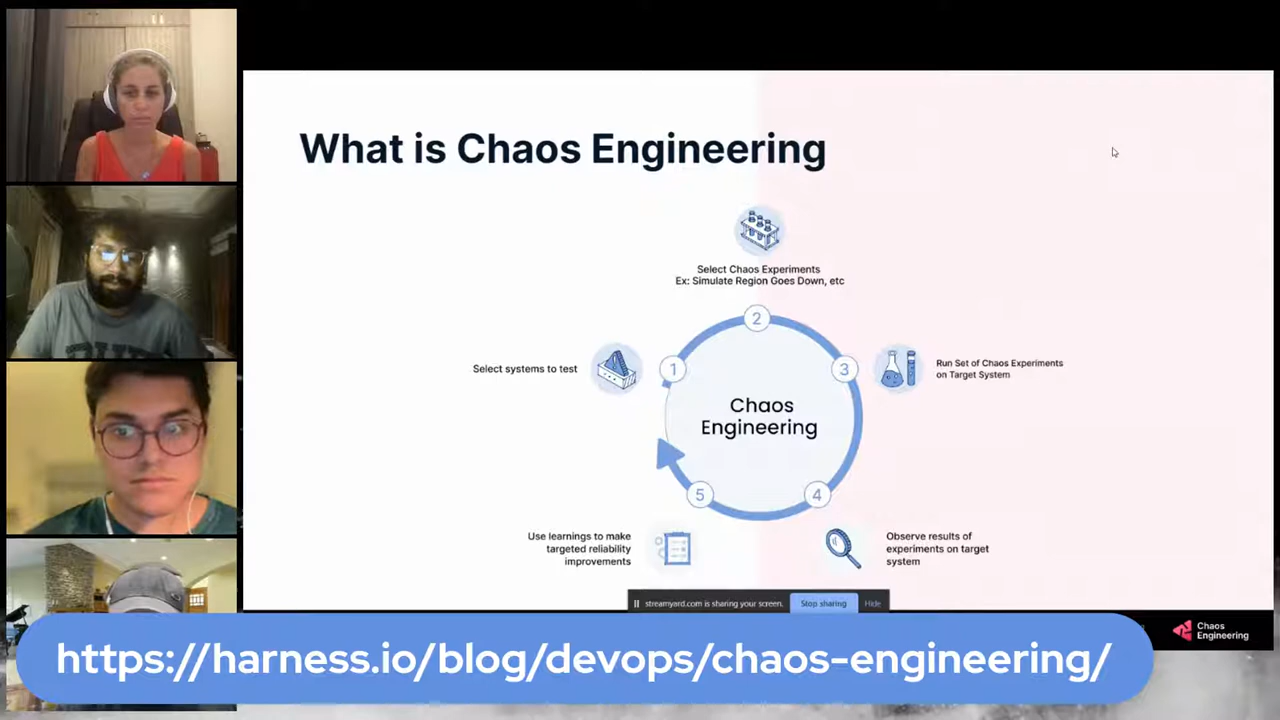 What is Chaos Engineering
Select Chaos Experiments
Ex: Simulate Region Goes Down, etc
2
1
3
Select systems to test
Run Set of Chaos Experiments
on Target System
Chaos
Engineering
5
4
Use learnings to make
targeted reliability
improvements
Observe results of
experiments on target
system
streamyard.com is sharing your screen.
Stop sharing
Hide
Chaos
Engineering
https://harness.io/blog/devops/chaos-engineering/